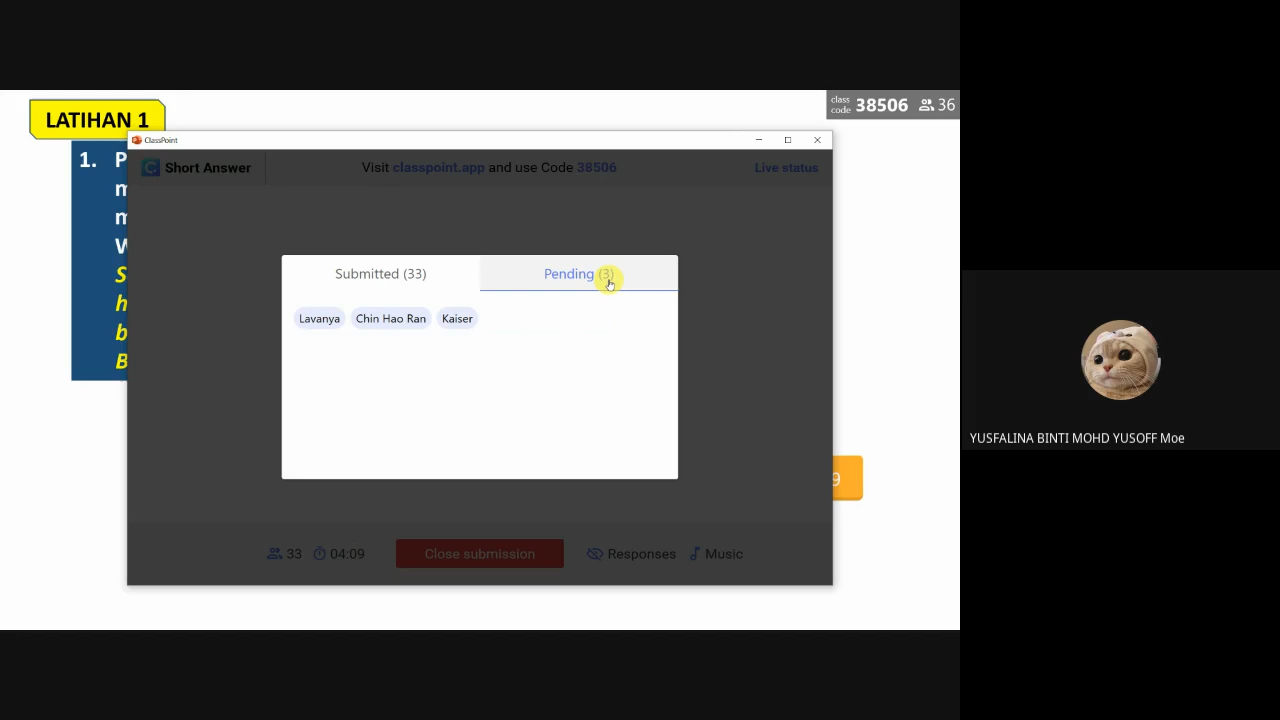 LATIHAN 1
class code 38506 36
ClassPoint
1. P
m
m
W
S
h
b
B
Short Answer
Visit classpoint.app and use Code 38506
Live status
Submitted (33)
Pending (3)
Lavanya Chin Hao Ran Kaiser
9
33 04:09 Close submission Responses Music
YUSFALINA BINTI MOHD YUSOFF Moe